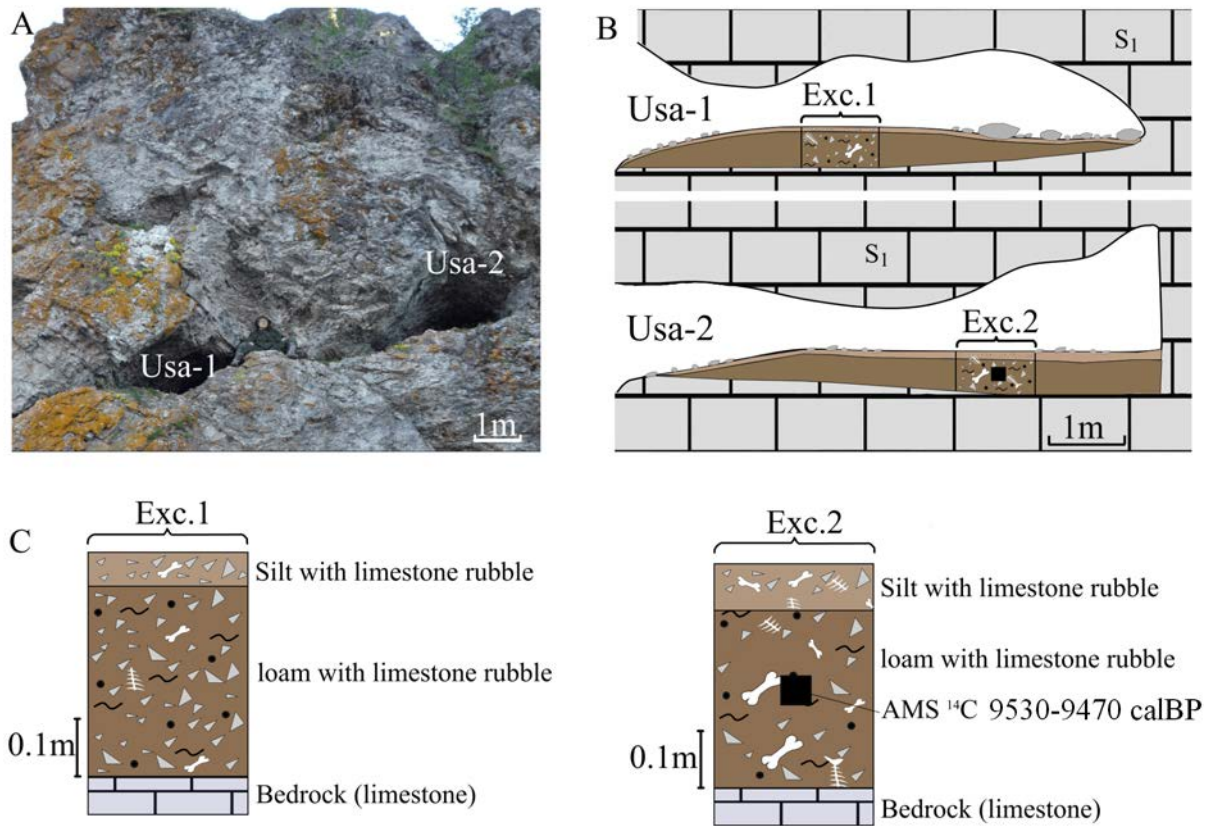 A
Usa-2
Usa-1
1m
B
S₁
Exc.1
Usa-1
S₁
Usa-2
Exc.2
1m
C
Exc.1
Silt with limestone rubble
loam with limestone rubble
0.1m
Bedrock (limestone)
Exc.2
Silt with limestone rubble
loam with limestone rubble
AMS ¹⁴C 9530-9470 calBP
0.1m
Bedrock (limestone)